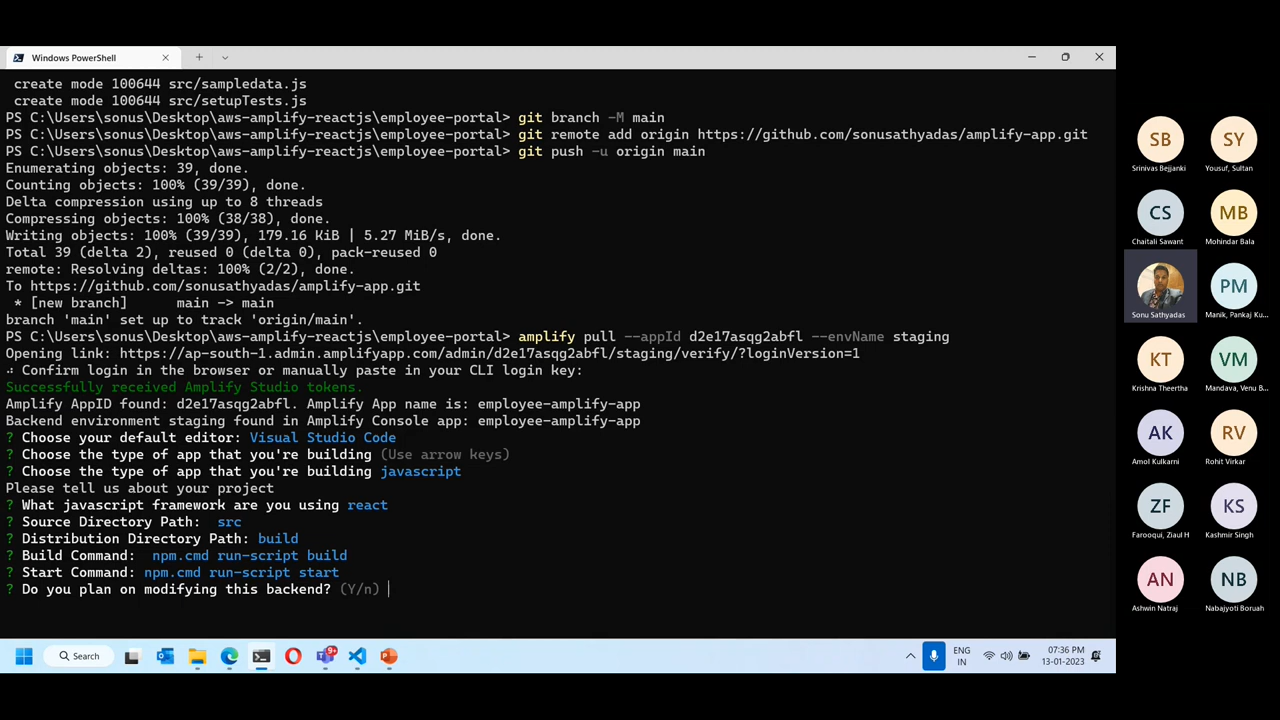 Windows PowerShell
create mode 100644 src/sampledata.js
create mode 100644 src/setupTests.js
PS C:\Users\sonus\Desktop\aws-amplify-reactjs\employee-portal> git branch -M main
PS C:\Users\sonus\Desktop\aws-amplify-reactjs\employee-portal> git remote add origin https://github.com/sonusathyadas/amplify-app.git
PS C:\Users\sonus\Desktop\aws-amplify-reactjs\employee-portal> git push -u origin main
Enumerating objects: 39, done.
Counting objects: 100% (39/39), done.
Delta compression using up to 8 threads
Compressing objects: 100% (38/38), done.
Writing objects: 100% (39/39), 179.16 KiB | 5.27 MiB/s, done.
Total 39 (delta 2), reused 0 (delta 0), pack-reused 0
remote: Resolving deltas: 100% (2/2), done.
To https://github.com/sonusathyadas/amplify-app.git
* [new branch]      main -> main
branch 'main' set up to track 'origin/main'.
PS C:\Users\sonus\Desktop\aws-amplify-reactjs\employee-portal> amplify pull --appId d2e17asqg2abfl --envName staging
Opening link: https://ap-south-1.admin.amplifyapp.com/admin/d2e17asqg2abfl/staging/verify/?loginVersion=1
Confirm login in the browser or manually paste in your CLI login key:
Successfully received Amplify Studio tokens.
Amplify AppID found: d2e17asqg2abfl. Amplify App name is: employee-amplify-app
Backend environment staging found in Amplify Console app: employee-amplify-app
? Choose your default editor: Visual Studio Code
? Choose the type of app that you're building (Use arrow keys)
? Choose the type of app that you're building javascript
Please tell us about your project
? What javascript framework are you using react
? Source Directory Path:  src
? Distribution Directory Path: build
? Build Command:  npm.cmd run-script build
? Start Command: npm.cmd run-script start
? Do you plan on modifying this backend? (Y/n)
Search
9+
ENG
IN
07:36 PM
13-01-2023
SB
Srinivas Bejjanki
SY
Yousuf, Sultan
CS
Chaitali Sawant
MB
Mohindar Bala
Sonu Sathyadas
PM
Manik, Pankaj Ku...
KT
Krishna Theertha
VM
Mandava, Venu B...
AK
Amol Kulkarni
RV
Rohit Virkar
ZF
Farooqui, Ziaul H
KS
Kashmir Singh
AN
Ashwin Natraj
NB
Nabajyoti Boruah